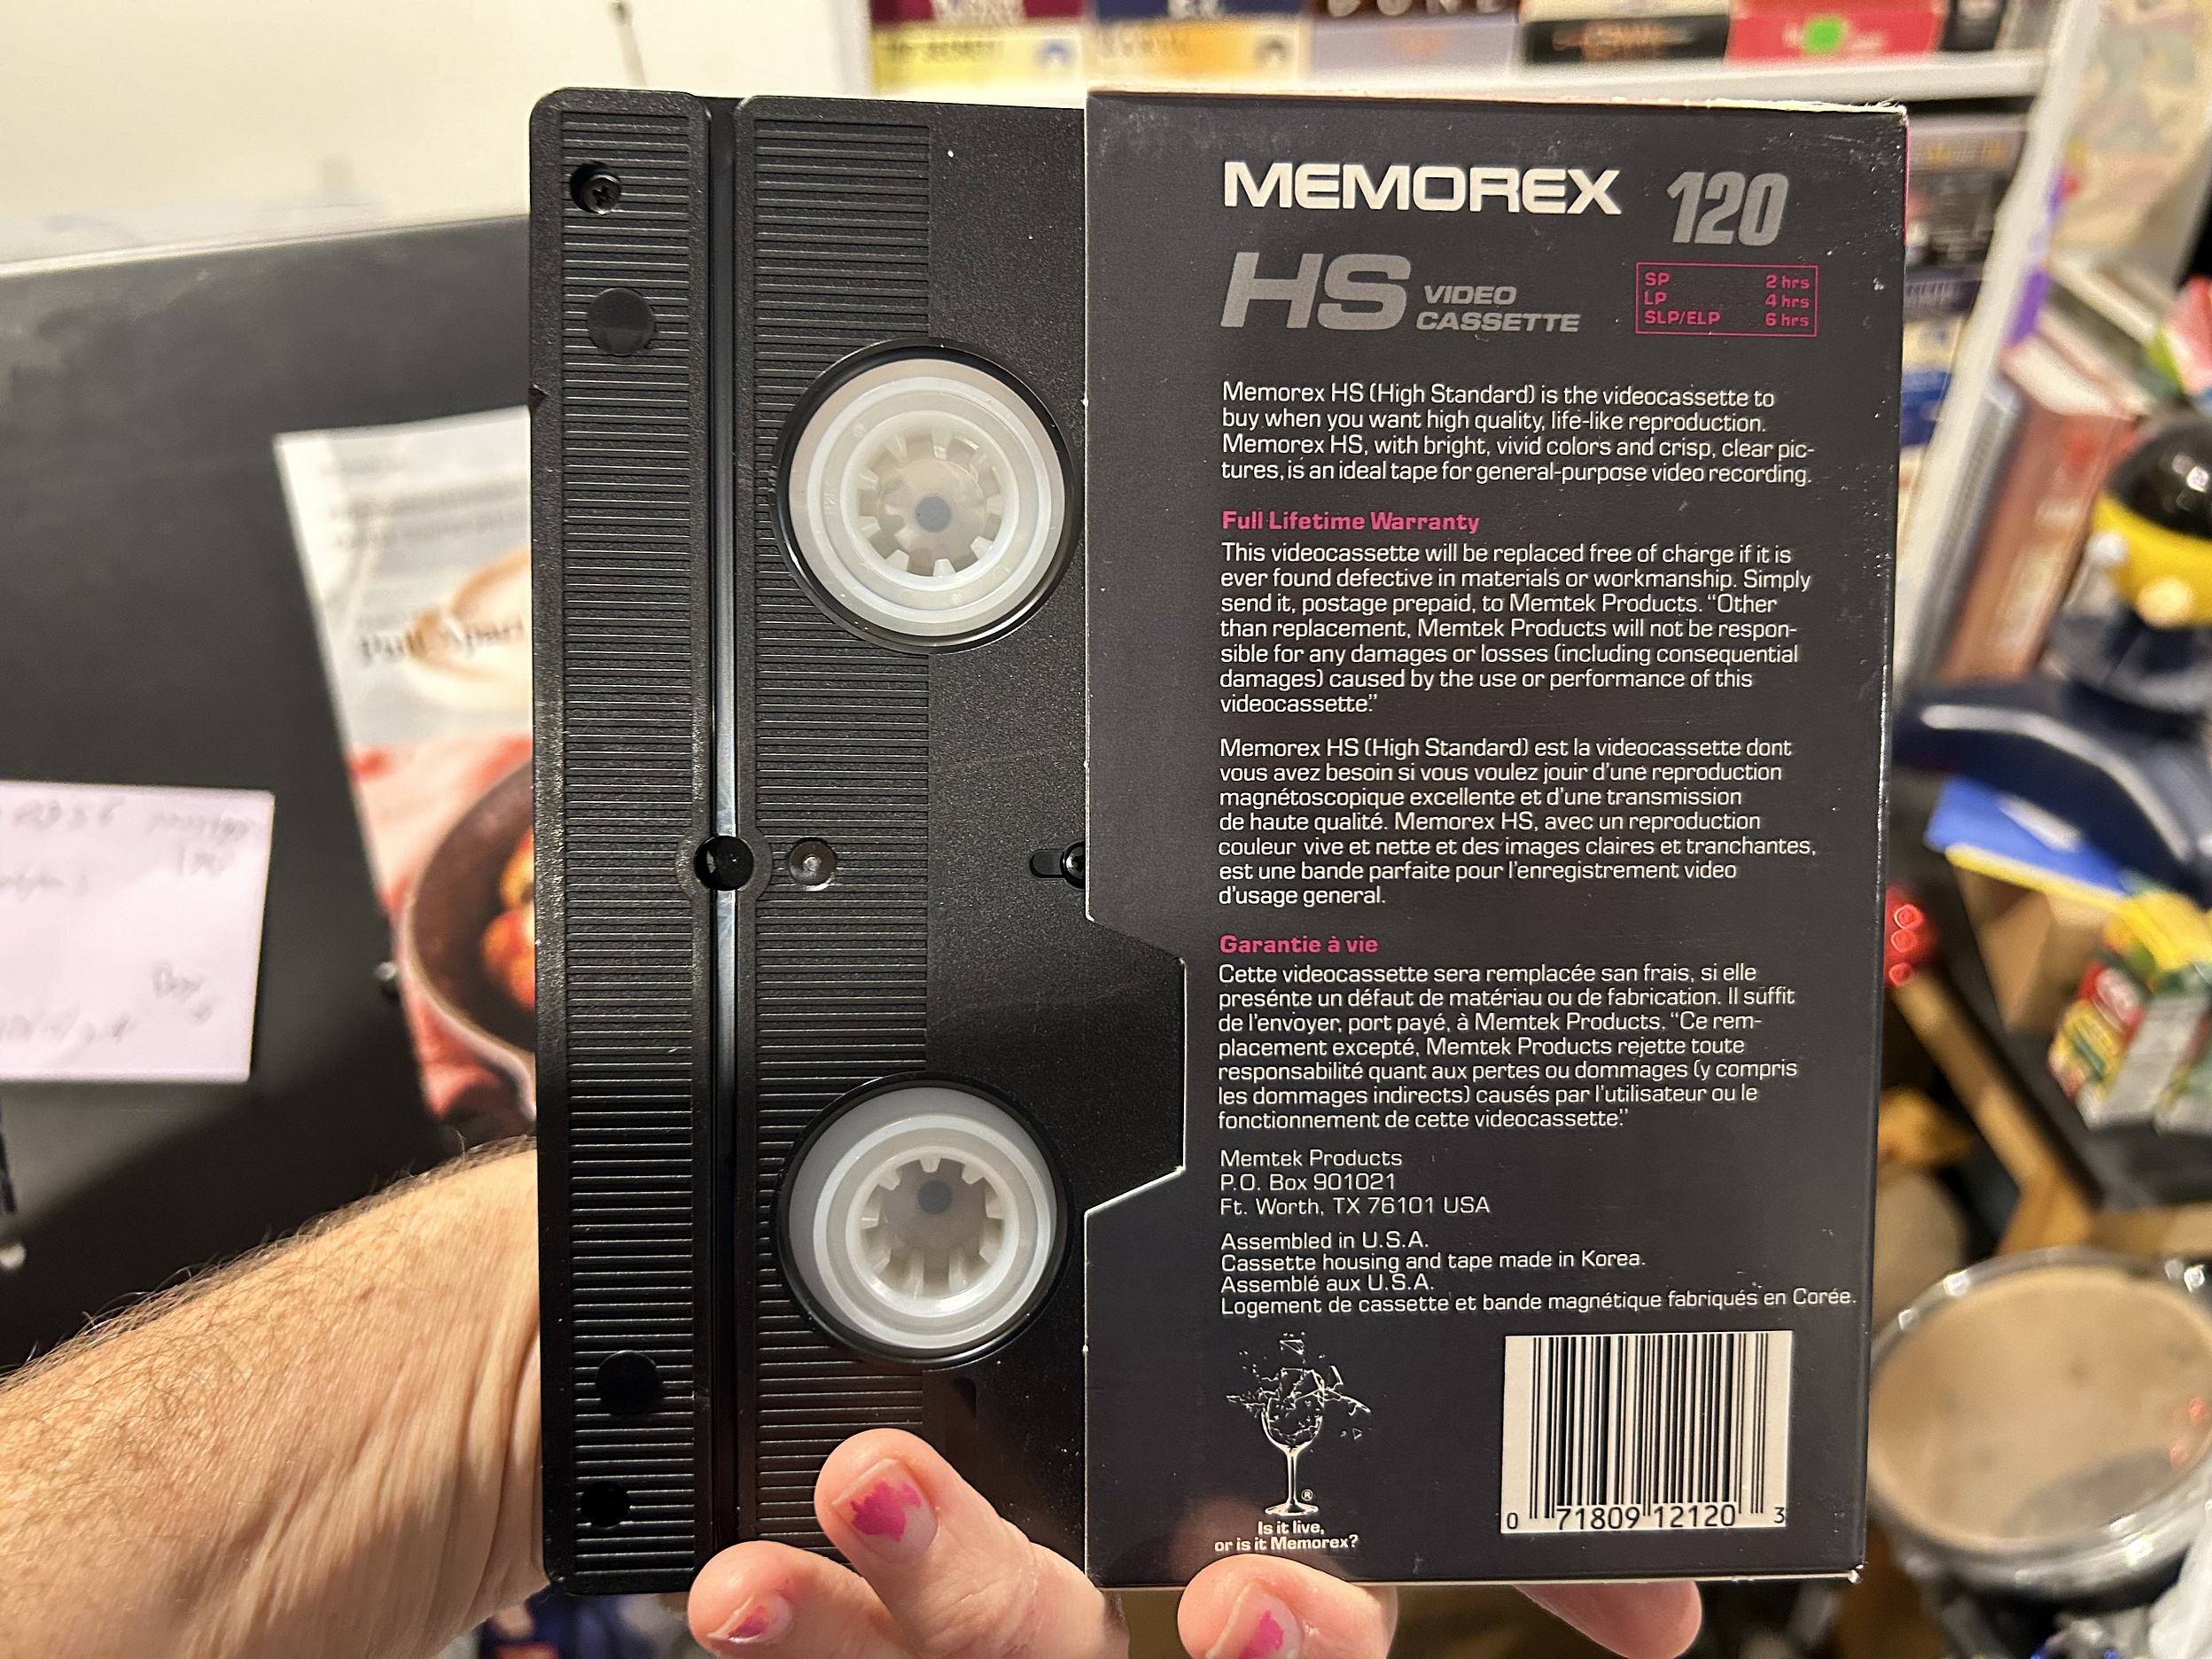 MEMOREX 120
HS VIDEO
CASSETTE
SP 2 hrs
LP 4 hrs
SLP/ELP 6 hrs
Memorex HS (High Standard) is the videocassette to
buy when you want high quality, life-like reproduction.
Memorex HS, with bright, vivid colors and crisp, clear pic-
tures, is an ideal tape for general-purpose video recording.
Full Lifetime Warranty
This videocassette will be replaced free of charge if it is
ever found defective in materials or workmanship. Simply
send it, postage prepaid, to Memtek Products. “Other
than replacement, Memtek Products will not be respon-
sible for any damages or losses (including consequential
damages) caused by the use or performance of this
videocassette.”
Memorex HS (High Standard) est la videocassette dont
vous avez besoin si vous voulez jouir d'une reproduction
magnétoscopique excellente et d'une transmission
de haute qualité. Memorex HS, avec un reproduction
couleur vive et nette et des images claires et tranchantes,
est une bande parfaite pour l'enregistrement video
d'usage general.
Garantie à vie
Cette videocassette sera remplacée san frais, si elle
presénte un défaut de matériau ou de fabrication. Il suffit
de l'envoyer, port payé, à Memtek Products. “Ce rem-
placement excepté, Memtek Products rejette toute
responsabilité quant aux pertes ou dommages (y compris
les dommages indirects) causés par l'utilisateur ou le
fonctionnement de cette videocassette.”
Memtek Products
P.O. Box 901021
Ft. Worth, TX 76101 USA
Assembled in U.S.A.
Cassette housing and tape made in Korea.
Assemblé aux U.S.A.
Logement de cassette et bande magnétique fabriqués en Corée.
®
Is it live,
or is it Memorex?
0 71809 12120 3
Pull Apart